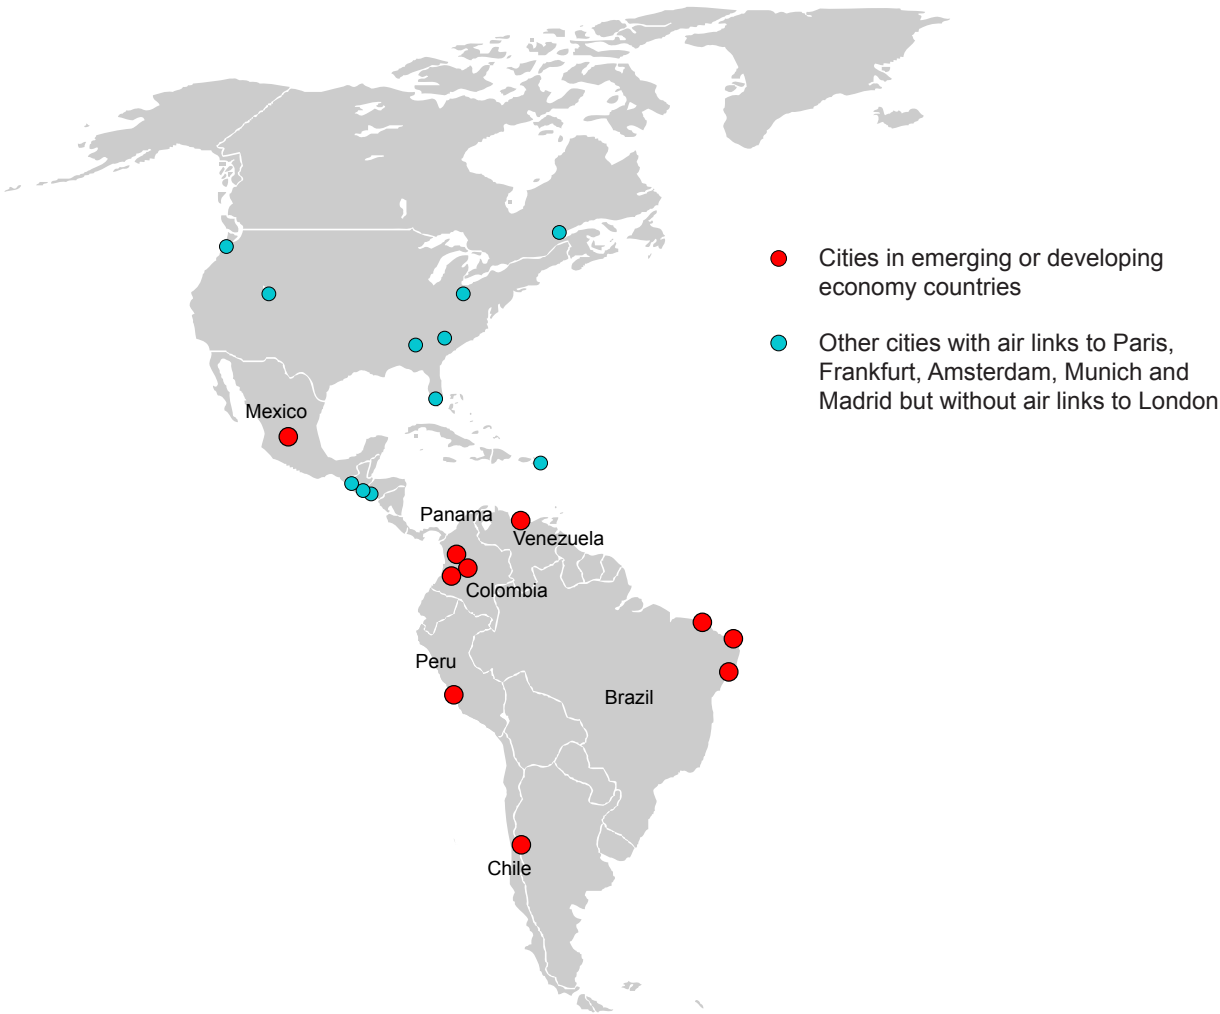 Cities in emerging or developing
economy countries
Other cities with air links to Paris,
Frankfurt, Amsterdam, Munich and
Madrid but without air links to London
Mexico
Panama
Venezuela
Colombia
Peru
Brazil
Chile